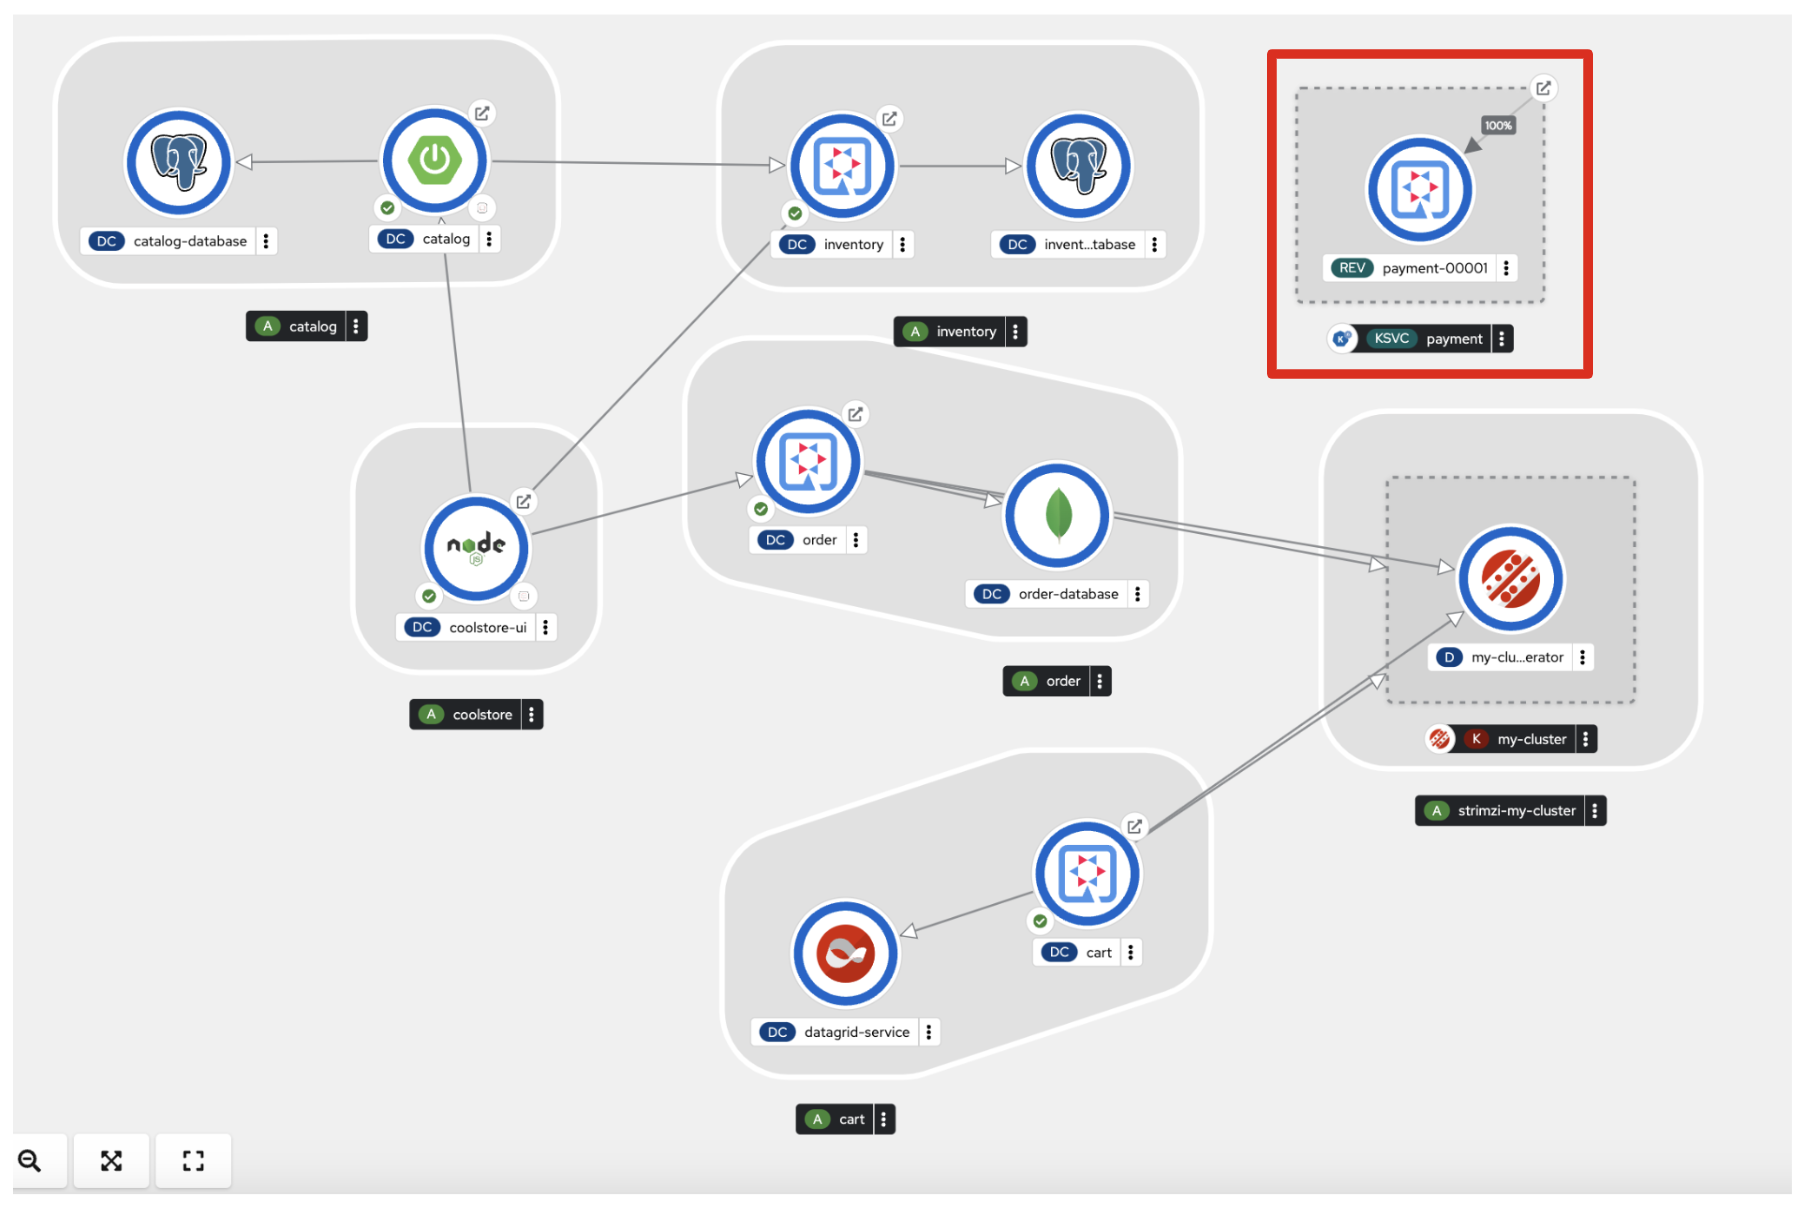 DC catalog-database
DC catalog
A catalog
DC inventory
DC invent...tabase
A inventory
100%
REV payment-00001
KSVC payment
node
JS
DC coolstore-ui
A coolstore
DC order
DC order-database
A order
D my-clu...erator
K my-cluster
A strimzi-my-cluster
DC cart
DC datagrid-service
A cart